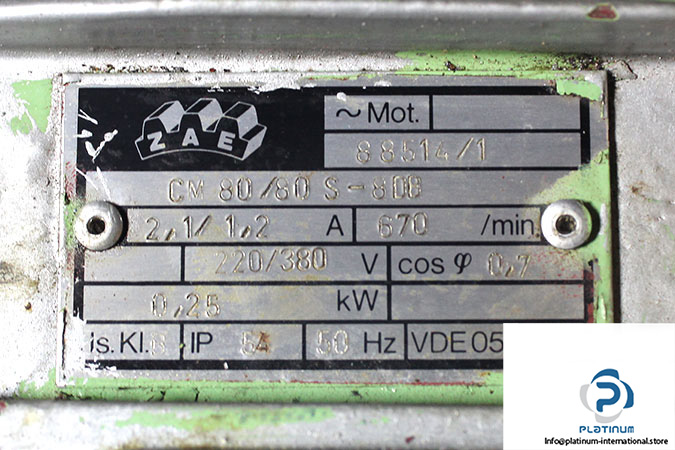 ZAE
~ Mot.
88514/1
CM 80/80 S-8DB
2,1/1,2 A 670 /min
220/380 V cos φ 0,7
0,25 kW
is. Kl. IP 54 50 Hz VDE 05
PLATINUM
Info@platinum-international.store